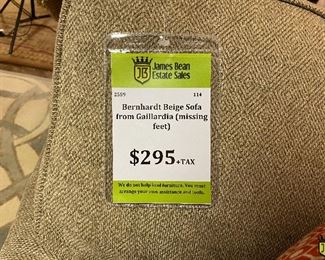 JB
James Bean
Estate Sales
2559 114
Bernhardt Beige Sofa
from Gaillardia (missing
feet)
$295+TAX
We do not help load furniture. You must
arrange your own assistance and tools.
JB